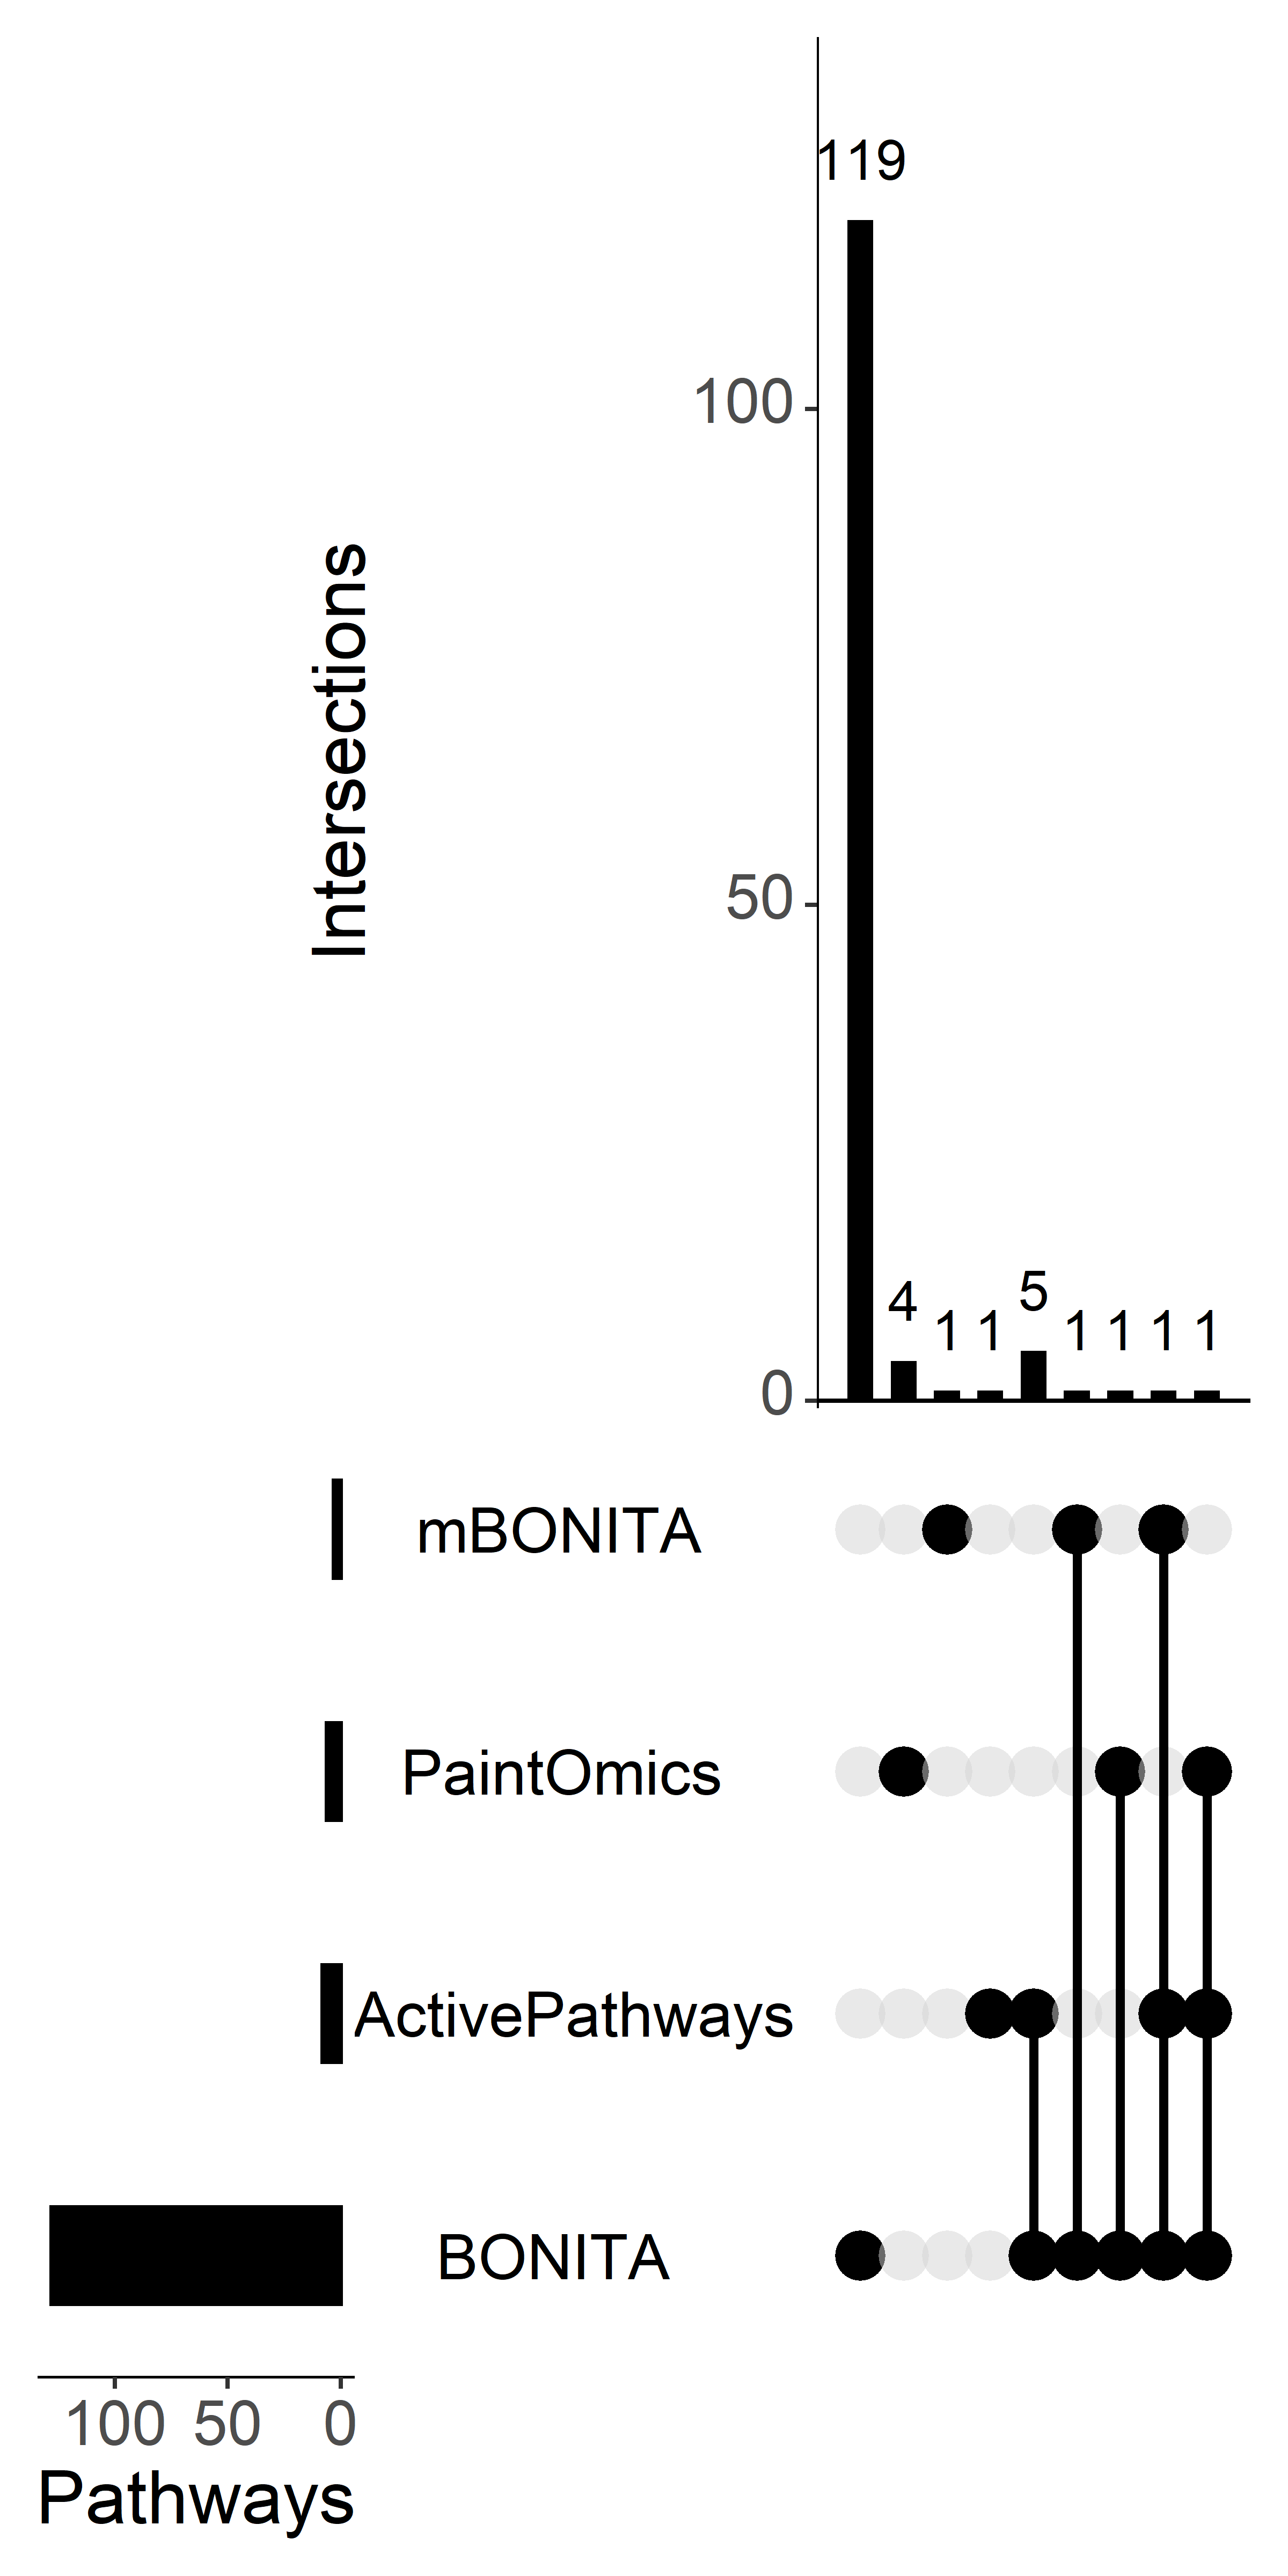 119
100
Intersections
50
4 1 1 5 1 1 1 1
0
mBONITA
PaintOmics
ActivePathways
BONITA
100 50 0
Pathways